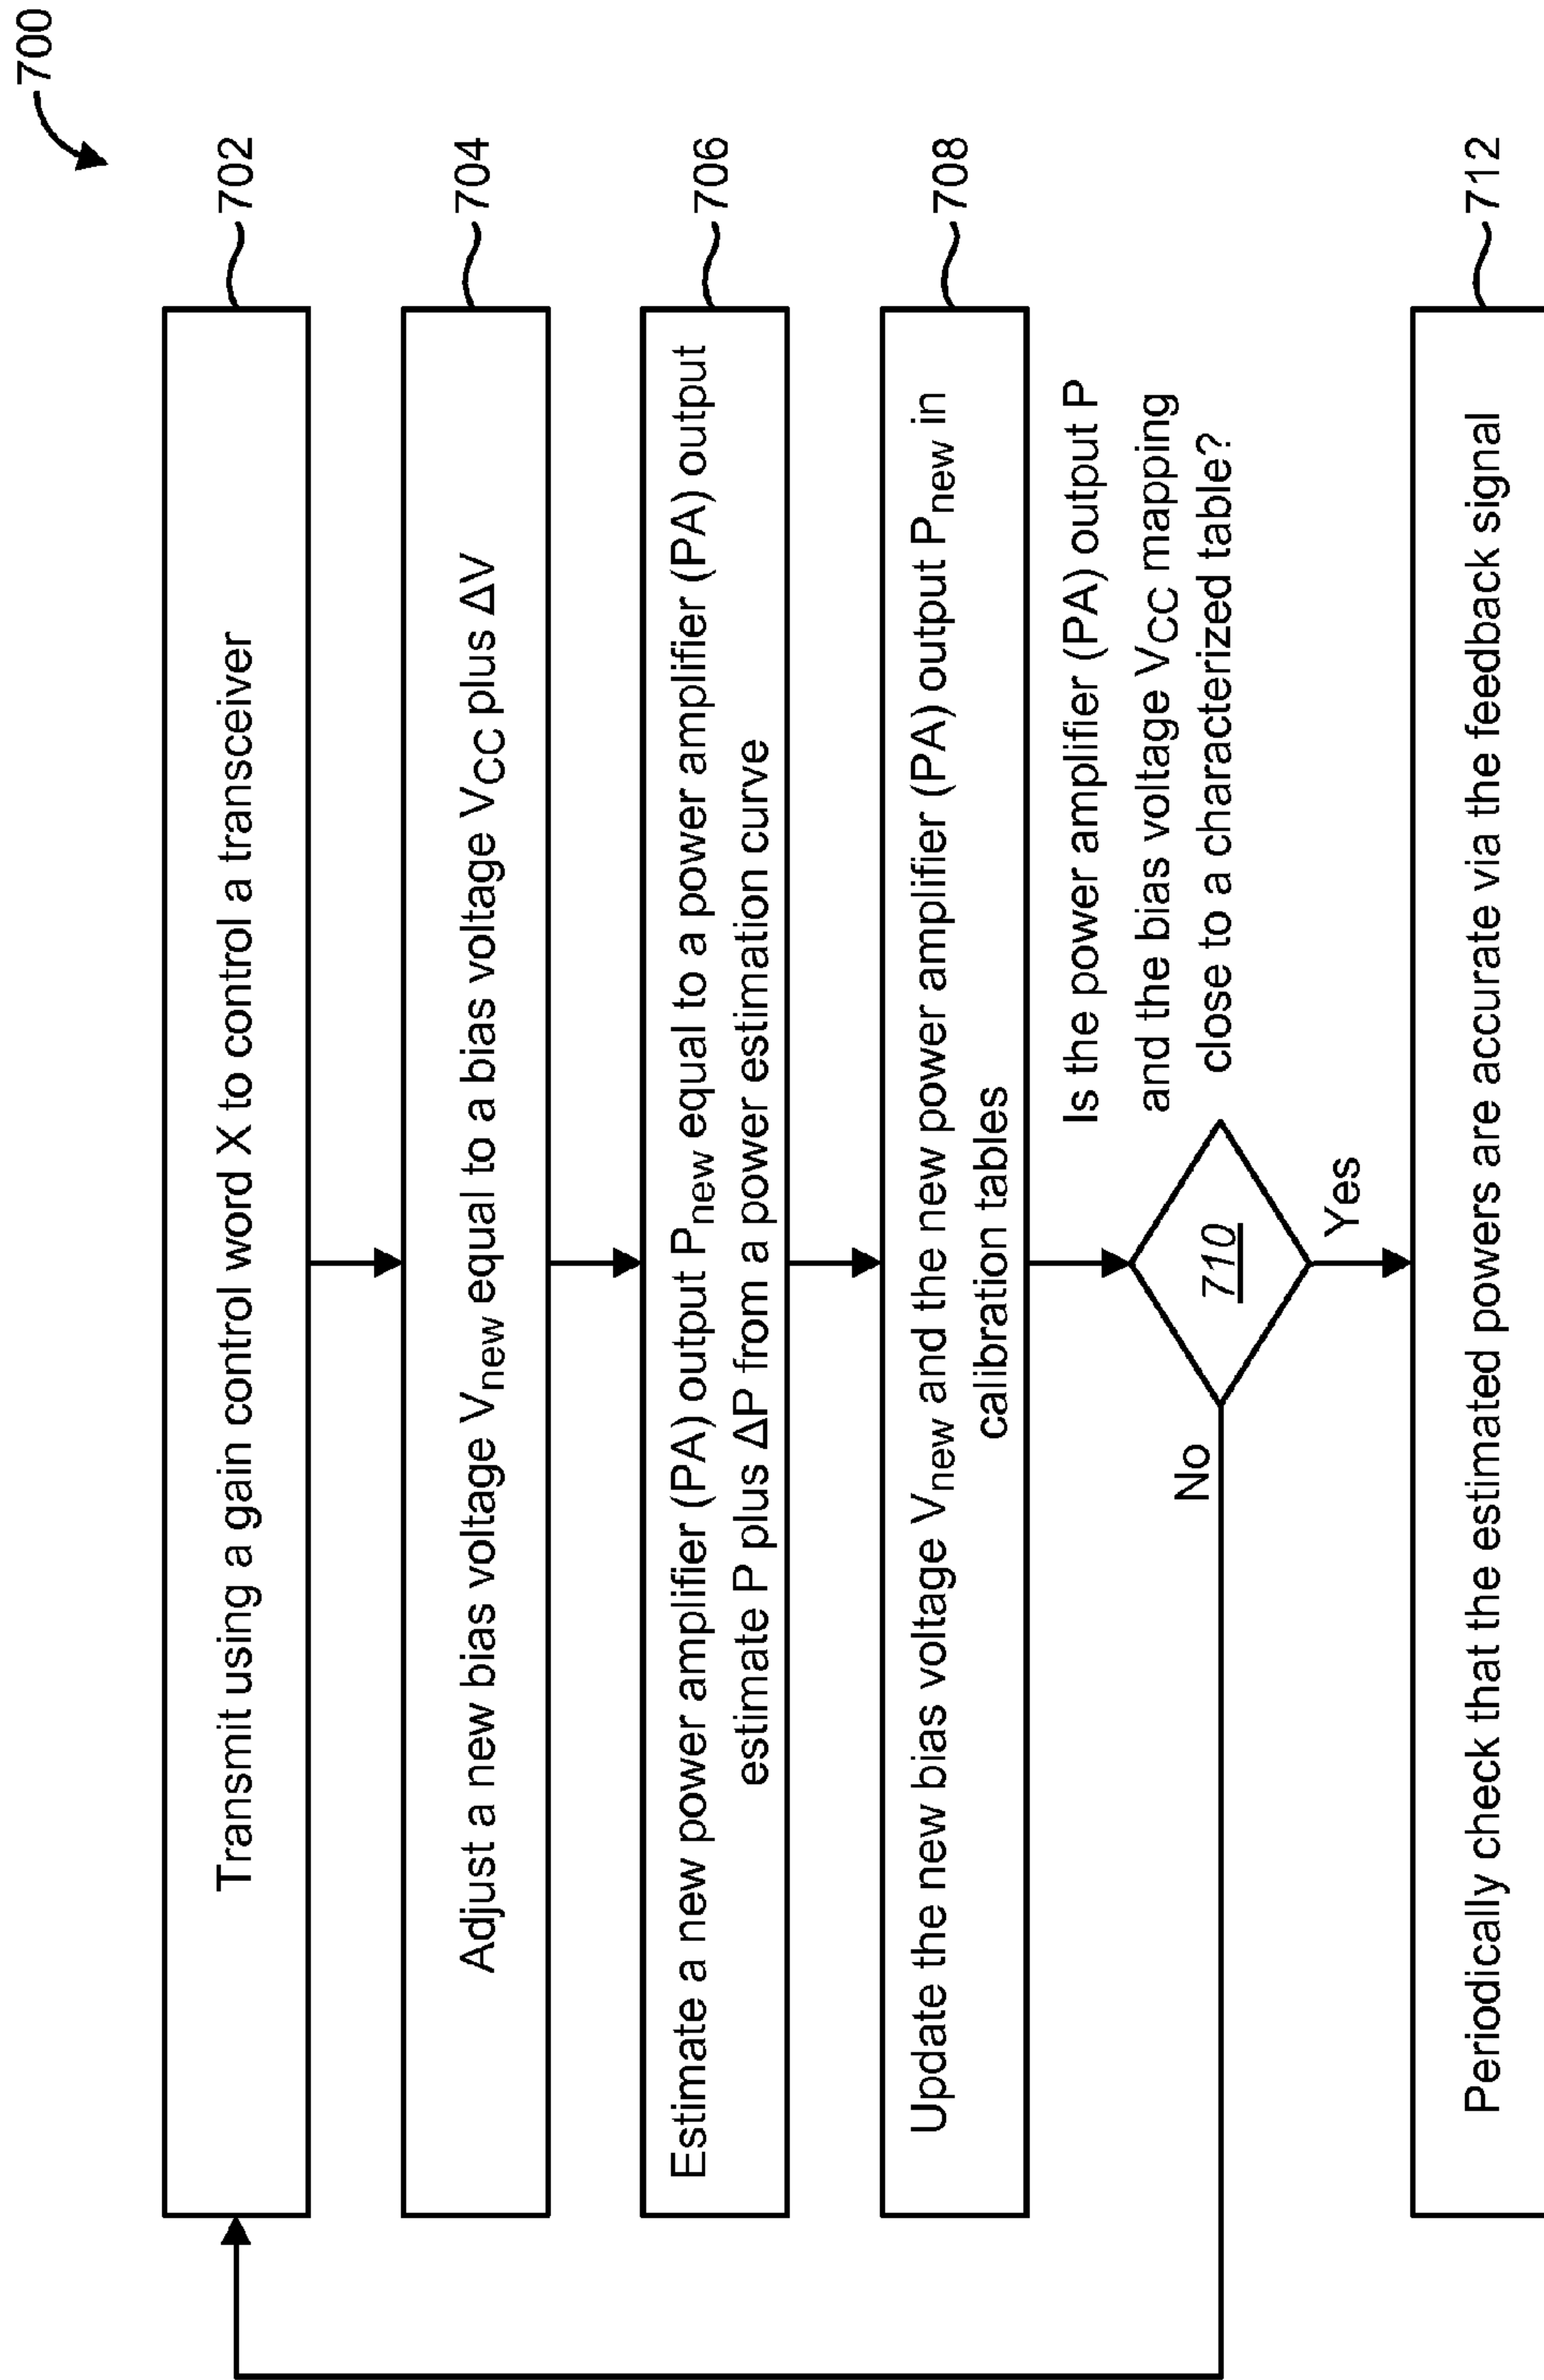 700
Transmit using a gain control word X to control a transceiver
702
Adjust a new bias voltage Vnew equal to a bias voltage VCC plus ΔV
704
Estimate a new power amplifier (PA) output Pnew equal to a power amplifier (PA) output
estimate P plus ΔP from a power estimation curve
706
Update the new bias voltage Vnew and the new power amplifier (PA) output Pnew in
calibration tables
708
Is the power amplifier (PA) output P
and the bias voltage VCC mapping
close to a characterized table?
710
No
Yes
Periodically check that the estimated powers are accurate via the feedback signal
712